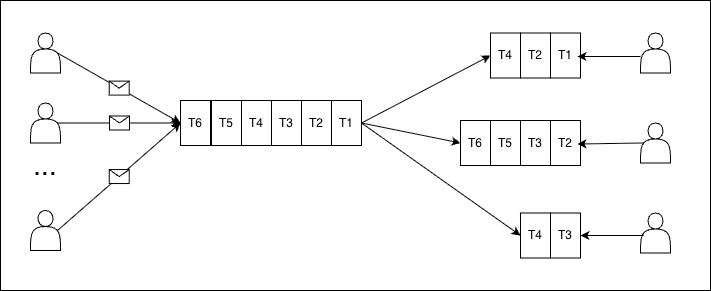 ...
T6 T5 T4 T3 T2 T1
T4 T2 T1
T6 T5 T3 T2
T4 T3